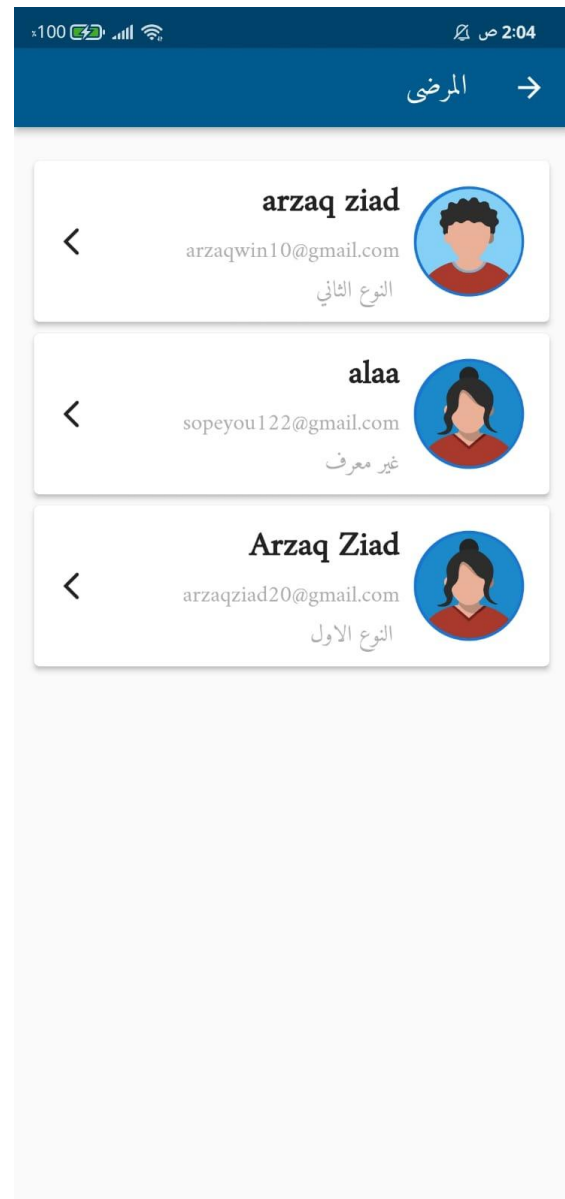 2:04 ص
100%
المرضى
arzaq ziad
arzaqwin10@gmail.com
النوع الثاني
alaa
sopeyou122@gmail.com
غير معرف
Arzaq Ziad
arzaqziad20@gmail.com
النوع الاول